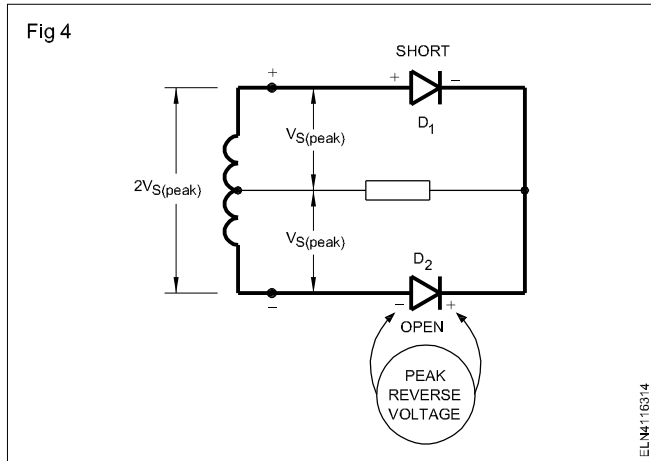 Fig 4
SHORT
+
+
–
D1
VS(peak)
2VS(peak)
VS(peak)
D2
–
–
+
OPEN
PEAK
REVERSE
VOLTAGE
ELN4116314